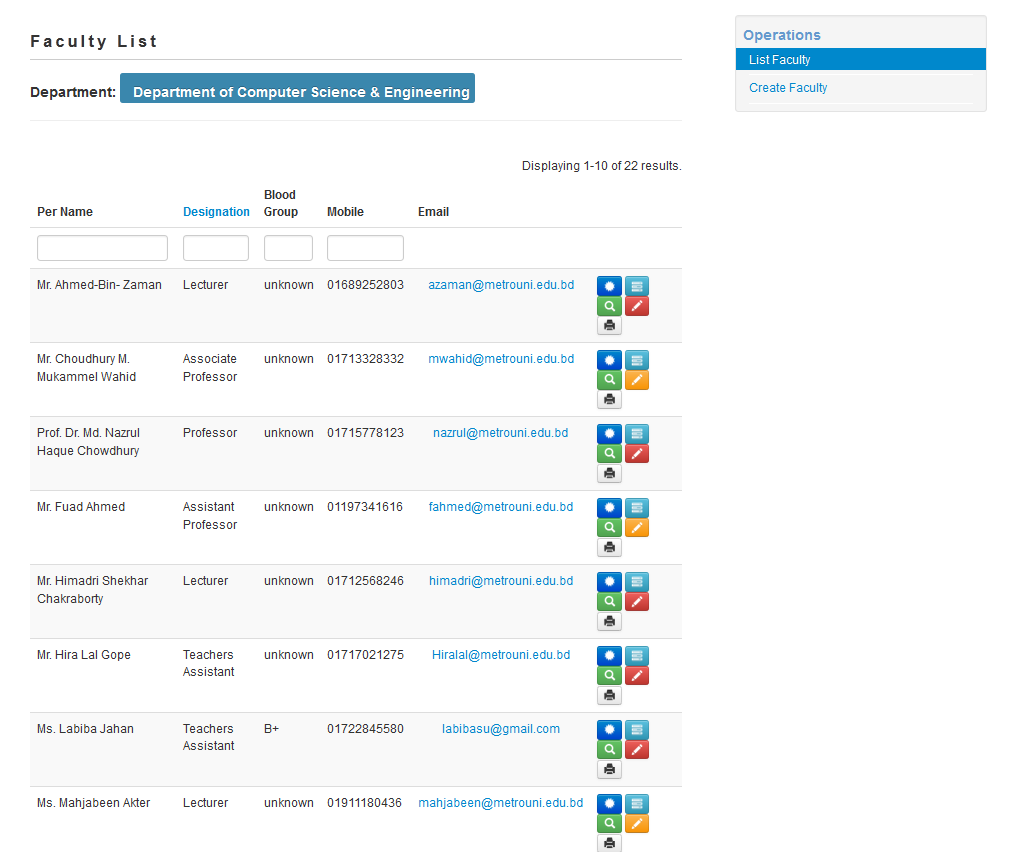 Faculty List
Operations
List Faculty
Create Faculty
Department: Department of Computer Science & Engineering
Displaying 1-10 of 22 results.
Per Name Designation Blood Group Mobile Email
Mr. Ahmed-Bin- Zaman Lecturer unknown 01689252803 azaman@metrouni.edu.bd
Mr. Choudhury M. Associate unknown 01713328332 mwahid@metrouni.edu.bd
Mukammel Wahid Professor
Prof. Dr. Md. Nazrul Professor unknown 01715778123 nazrul@metrouni.edu.bd
Haque Chowdhury
Mr. Fuad Ahmed Assistant unknown 01197341616 fahmed@metrouni.edu.bd
Professor
Mr. Himadri Shekhar Lecturer unknown 01712568246 himadri@metrouni.edu.bd
Chakraborty
Mr. Hira Lal Gope Teachers unknown 01717021275 Hiralal@metrouni.edu.bd
Assistant
Ms. Labiba Jahan Teachers B+ 01722845580 labibasu@gmail.com
Assistant
Ms. Mahjabeen Akter Lecturer unknown 01911180436 mahjabeen@metrouni.edu.bd